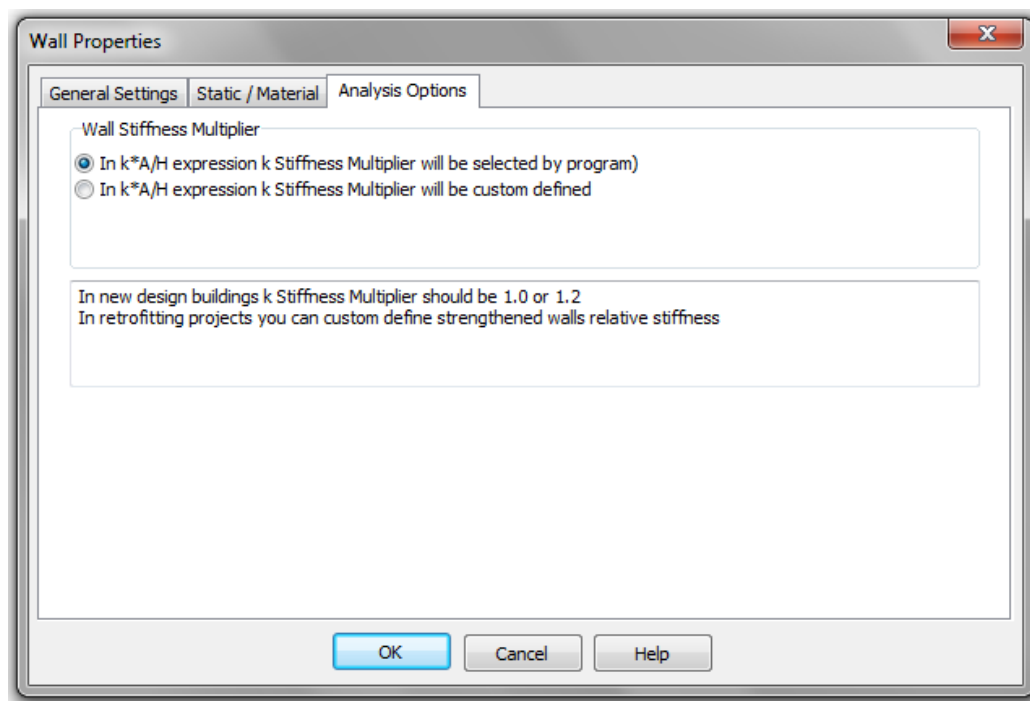 Wall Properties
General Settings Static / Material Analysis Options
Wall Stiffness Multiplier
In k*A/H expression k Stiffness Multiplier will be selected by program)
In k*A/H expression k Stiffness Multiplier will be custom defined
In new design buildings k Stiffness Multiplier should be 1.0 or 1.2
In retrofitting projects you can custom define strengthened walls relative stiffness
OK Cancel Help